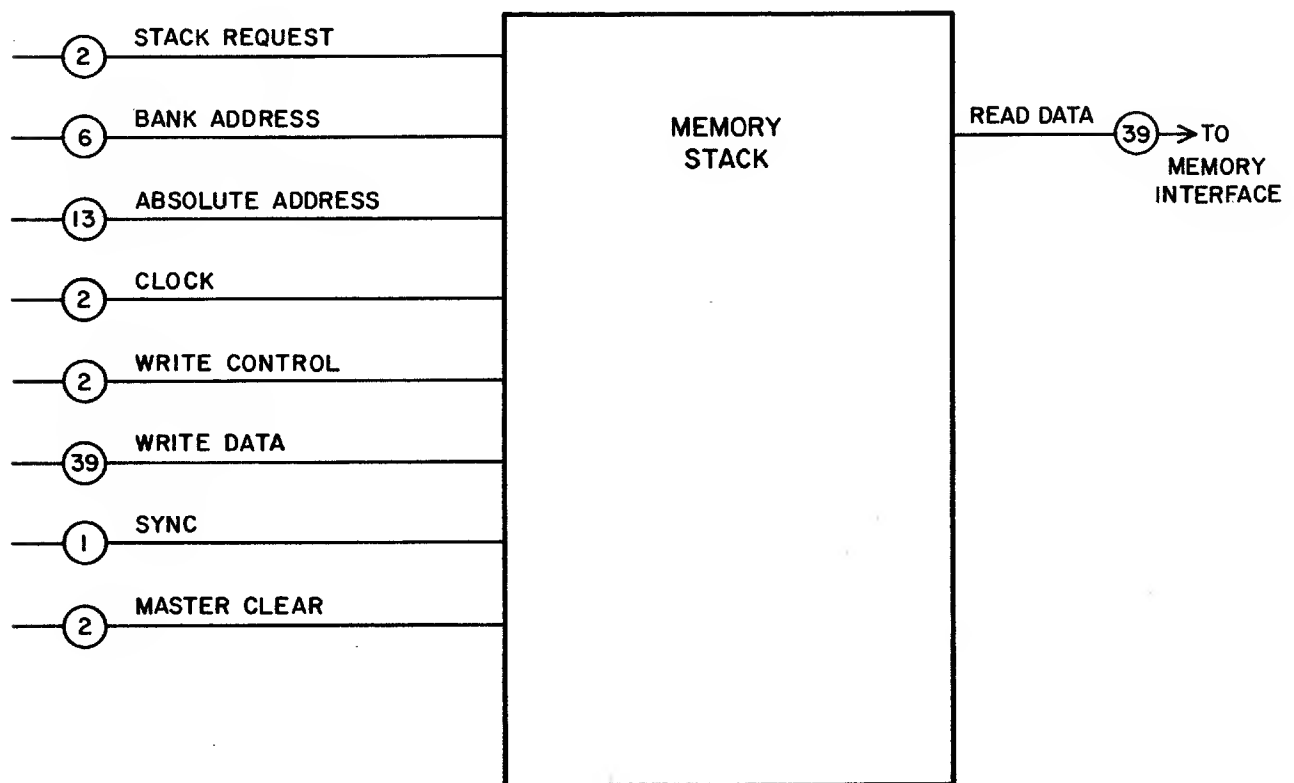 STACK REQUEST
2
BANK ADDRESS
6
ABSOLUTE ADDRESS
13
CLOCK
2
WRITE CONTROL
2
WRITE DATA
39
SYNC
1
MASTER CLEAR
2
MEMORY
STACK
READ DATA
39
TO
MEMORY
INTERFACE